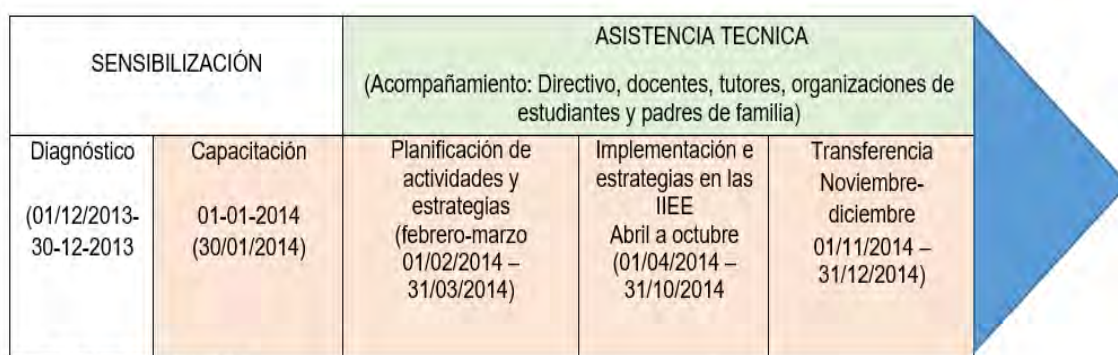 SENSIBILIZACIÓN
ASISTENCIA TECNICA
(Acompañamiento: Directivo, docentes, tutores, organizaciones de
estudiantes y padres de familia)
Diagnóstico
(01/12/2013-
30-12-2013
Capacitación
01-01-2014
(30/01/2014)
Planificación de
actividades y
estrategias
(febrero-marzo
01/02/2014 –
31/03/2014)
Implementación e
estrategias en las
IIEE
Abril a octubre
(01/04/2014 –
31/10/2014
Transferencia
Noviembre-
diciembre
01/11/2014 –
31/12/2014)